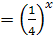 = (1/4)^x